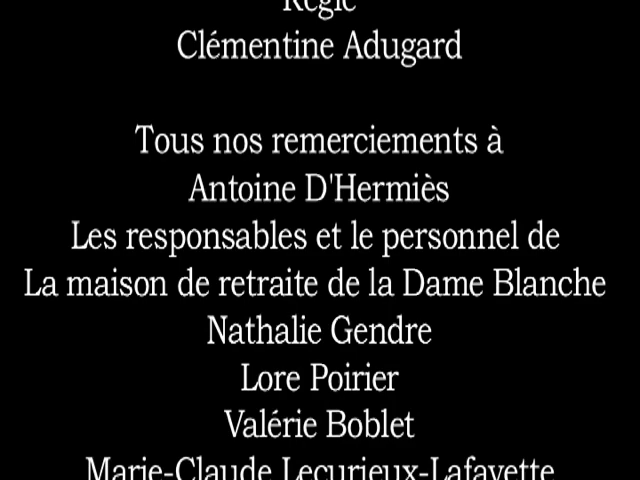 Régie
Clémentine Adugard
Tous nos remerciements à
Antoine D'Hermiès
Les responsables et le personnel de
La maison de retraite de la Dame Blanche
Nathalie Gendre
Lore Poirier
Valérie Boblet
Marie-Claude Lecurieux-Lafayette